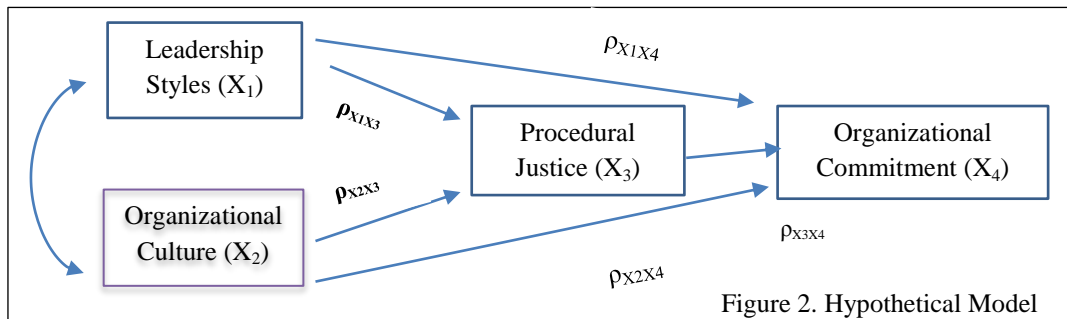 Leadership
Styles (X₁)
ρX1X4
ρX1X3
Procedural
Justice (X₃)
Organizational
Commitment (X₄)
ρX2X3
Organizational
Culture (X₂)
ρX3X4
ρX2X4
Figure 2. Hypothetical Model